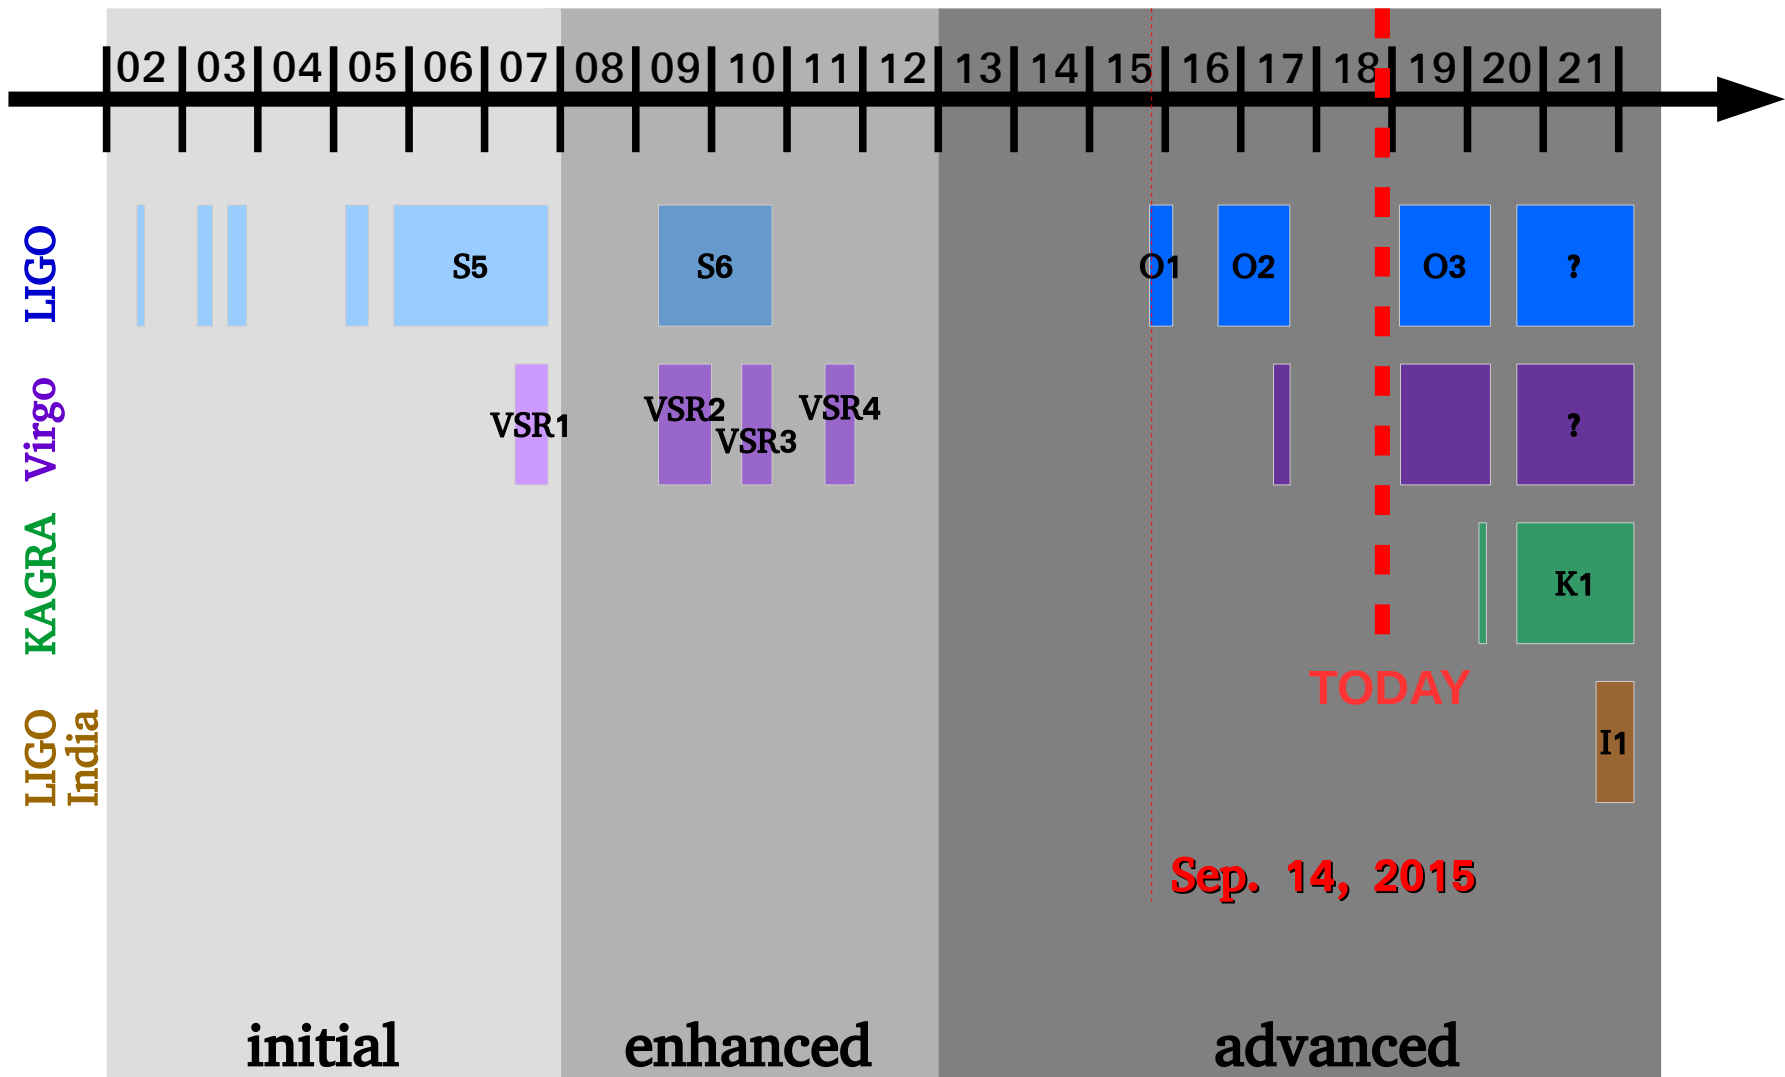 02 03 04 05 06 07 08 09 10 11 12 13 14 15 16 17 18 19 20 21
LIGO
S5 S6 O1 O2 O3 ?
Virgo
VSR1 VSR2 VSR3 VSR4 ?
KAGRA
K1
TODAY
LIGO
India
I1
Sep. 14, 2015
initial enhanced advanced